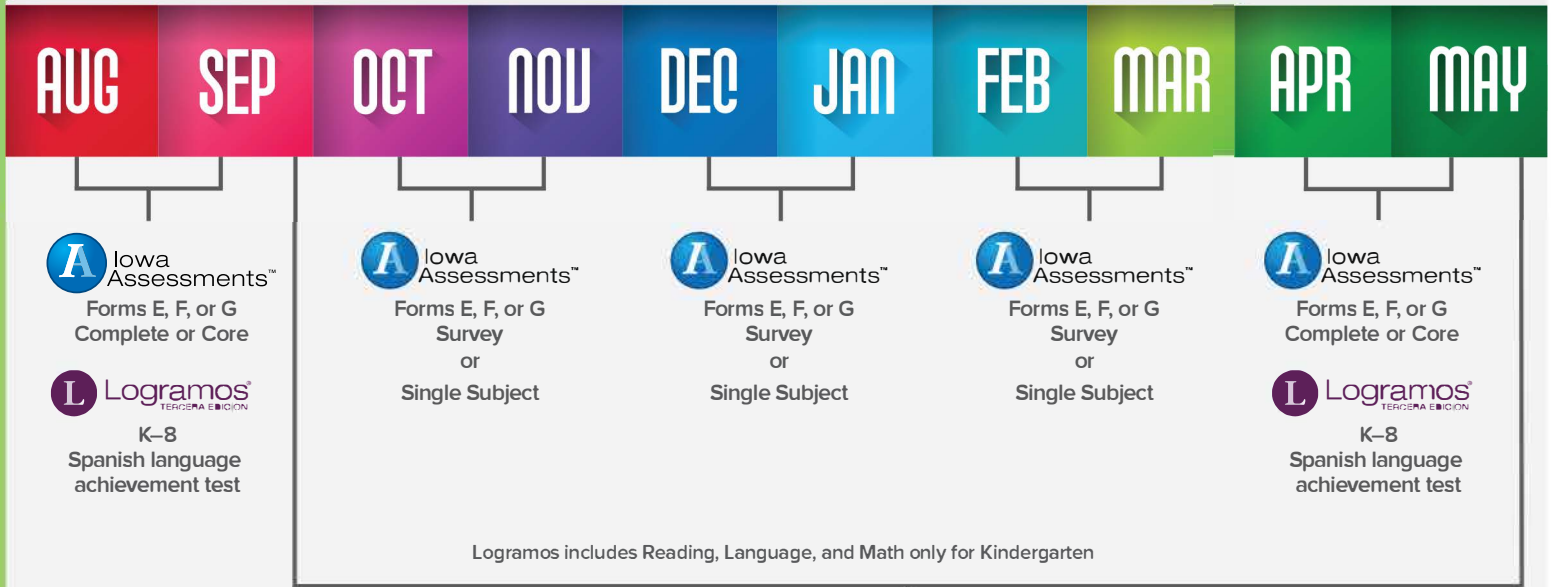 AUG SEP OCT NOV DEC JAN FEB MAR APR MAY
A Iowa
Assessments™
Forms E, F, or G
Complete or Core
L Logramos®
TERCERA EDICION
K–8
Spanish language
achievement test
A Iowa
Assessments™
Forms E, F, or G
Survey
or
Single Subject
A Iowa
Assessments™
Forms E, F, or G
Survey
or
Single Subject
A Iowa
Assessments™
Forms E, F, or G
Survey
or
Single Subject
A Iowa
Assessments™
Forms E, F, or G
Complete or Core
L Logramos®
TERCERA EDICION
K–8
Spanish language
achievement test
Logramos includes Reading, Language, and Math only for Kindergarten